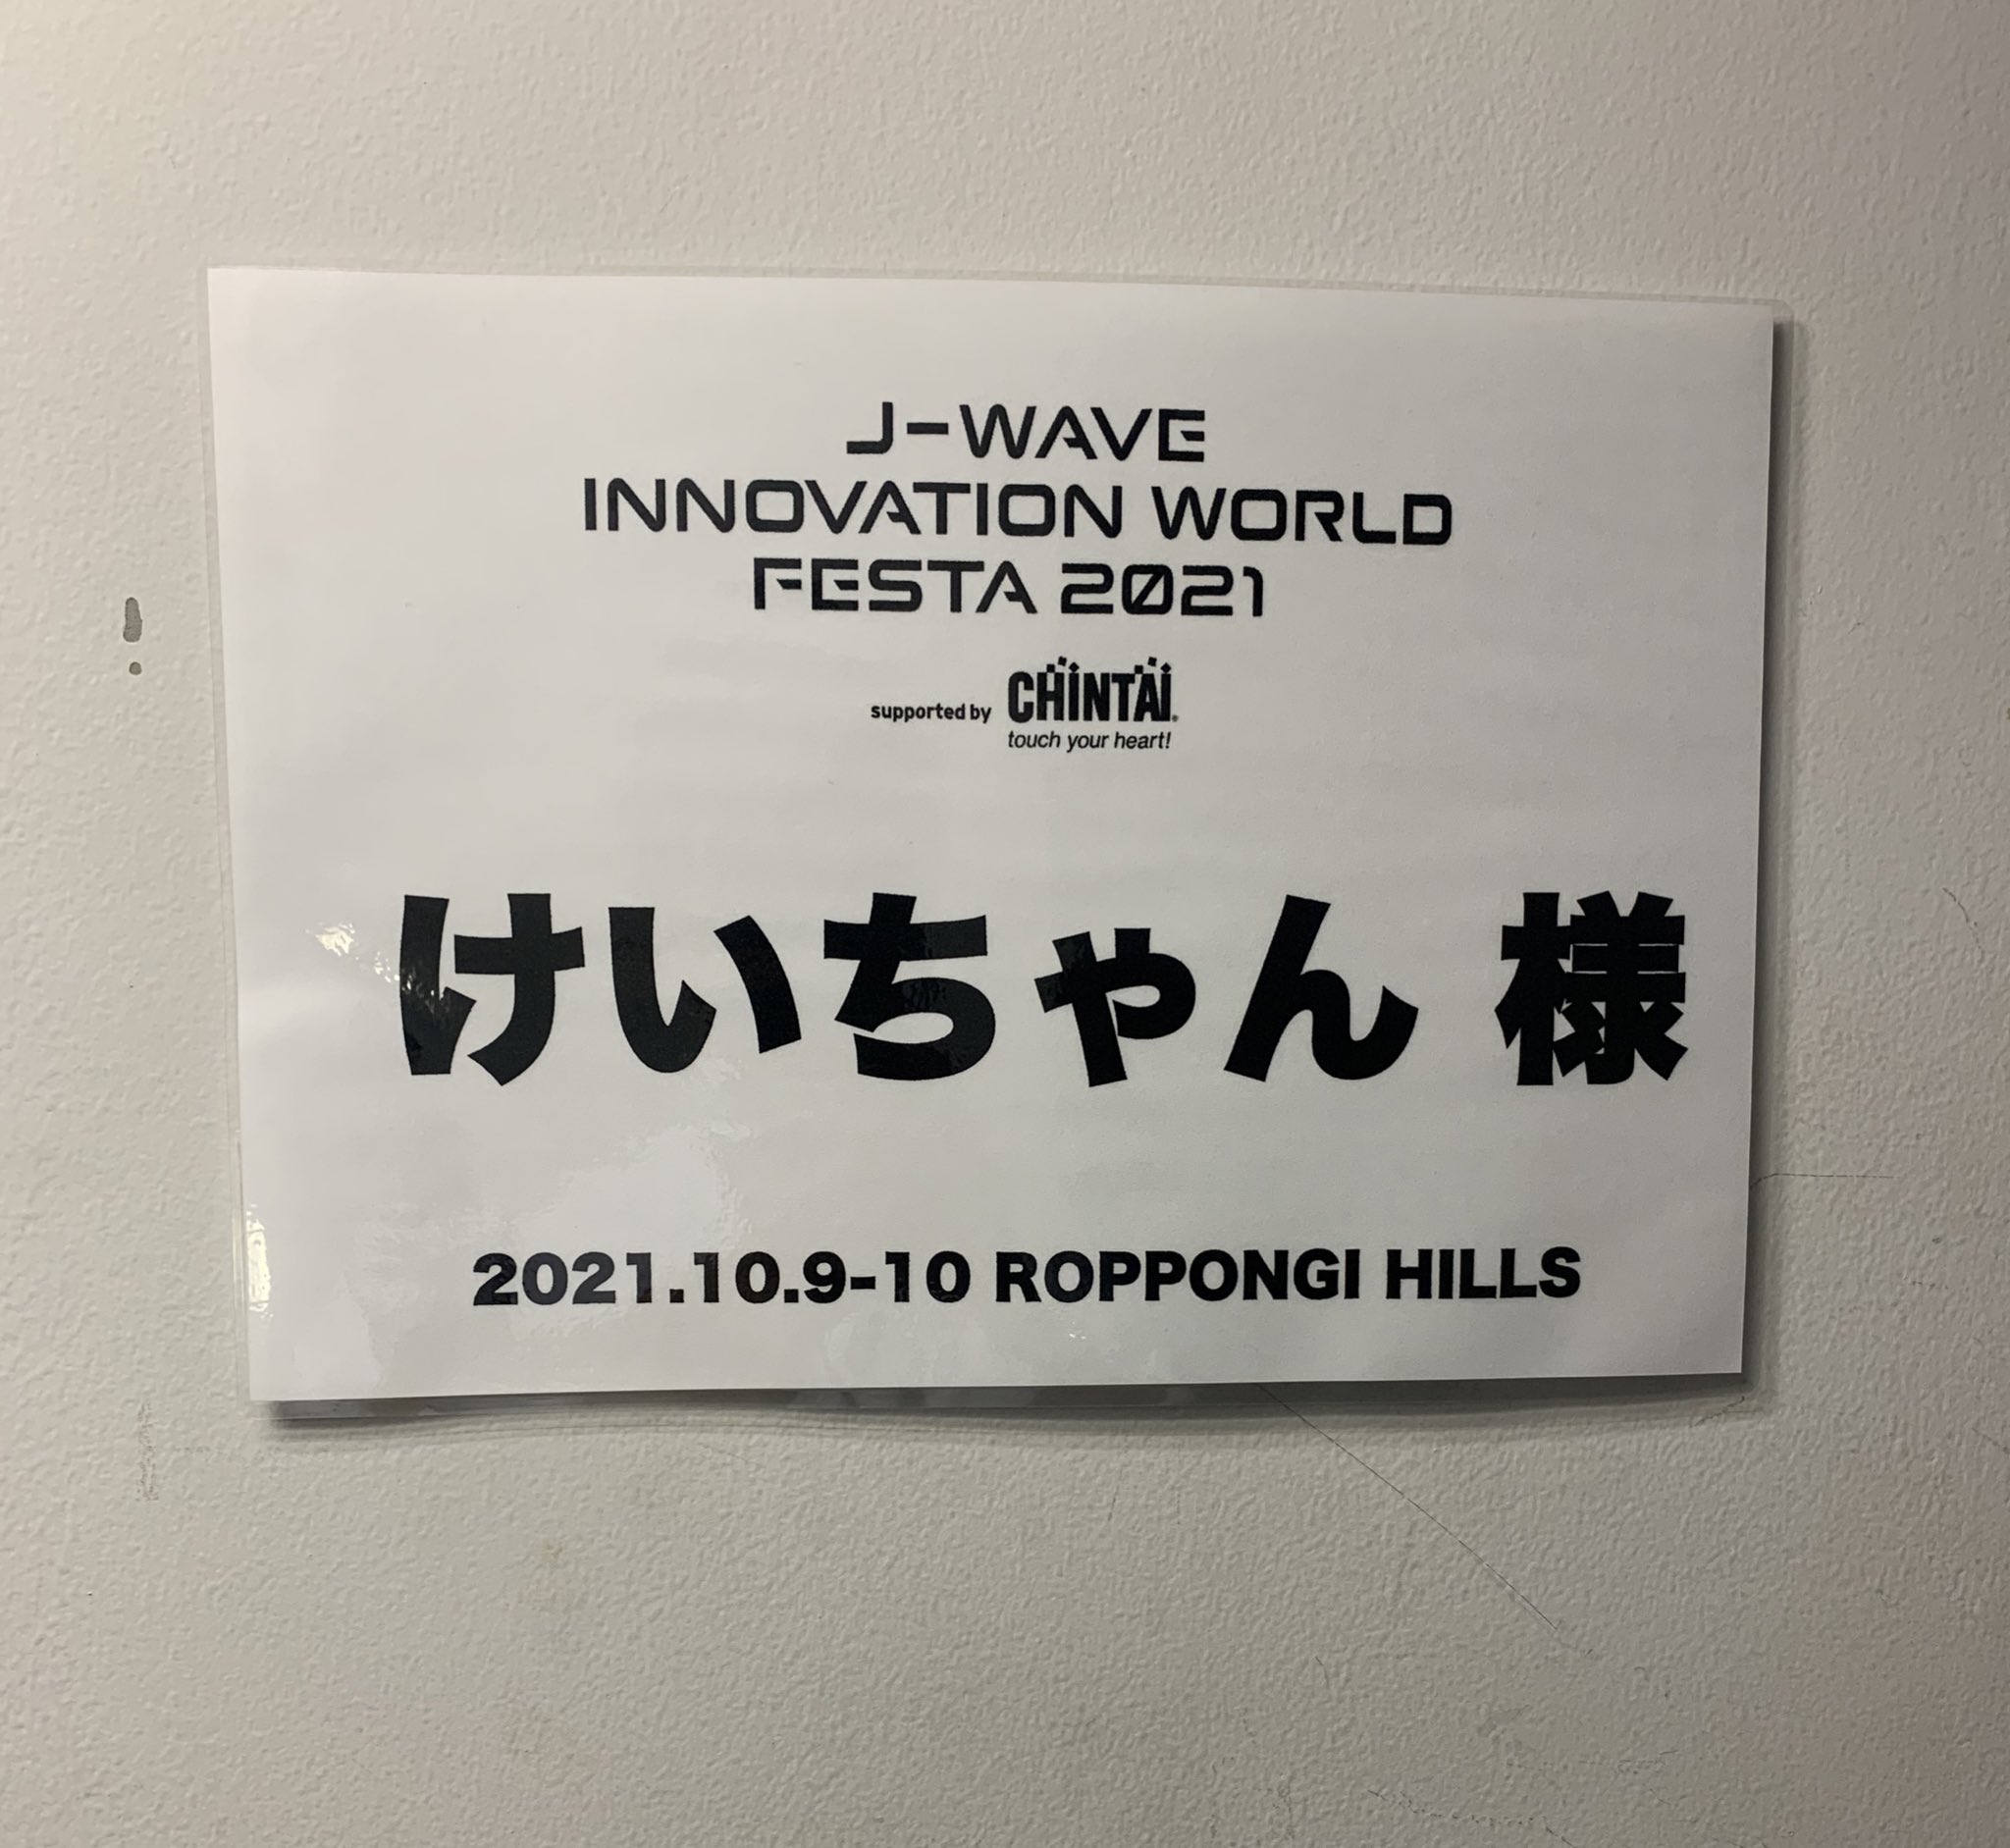 J-WAVE
INNOVATION WORLD
FESTA 2021
supported by CHINTAI®
touch your heart!
けいちゃん 様
2021.10.9-10 ROPPONGI HILLS